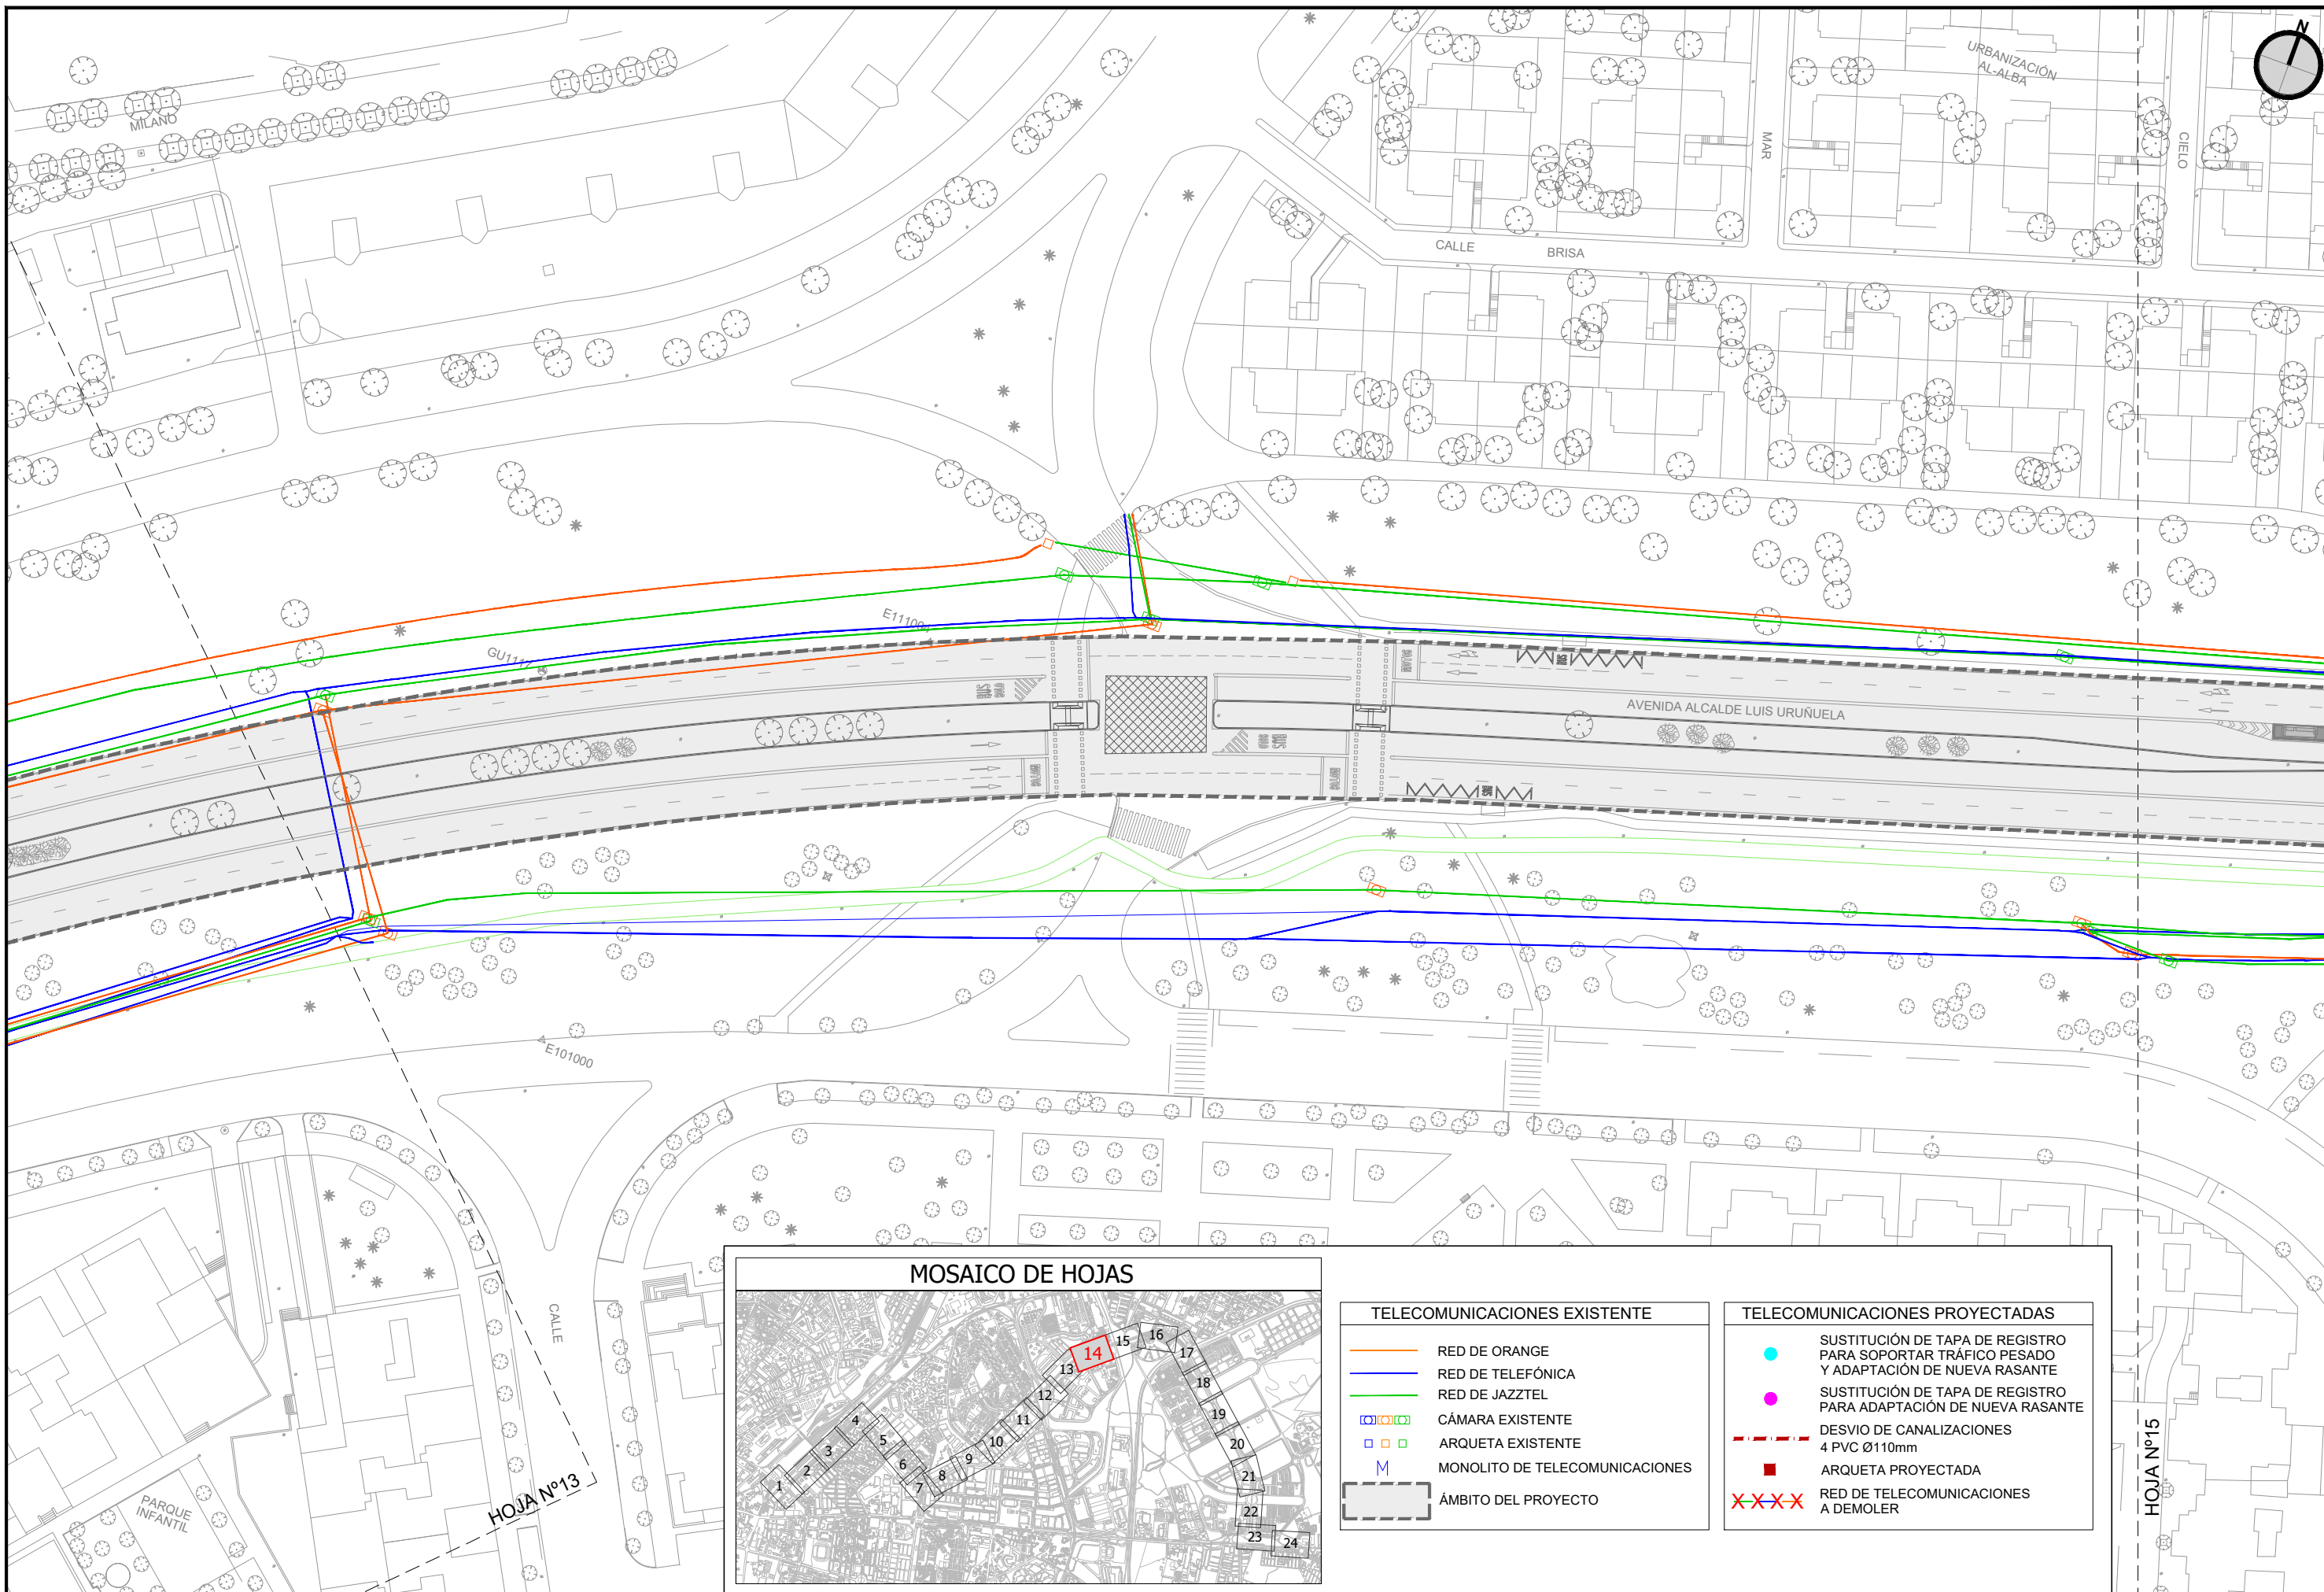 N
URBANIZACIÓN
AL-ALBA
MILANO
MAR
CIELO
CALLE BRISA
E111001
GU1117
BUS
BUS
AVENIDA ALCALDE LUIS URUÑUELA
BUS
E101000
CALLE
PARQUE
INFANTIL
HOJA Nº13
HOJA Nº15
MOSAICO DE HOJAS
1
2
3
4
5
6
7
8
9
10
11
12
13
14
15
16
17
18
19
20
21
22
23
24
TELECOMUNICACIONES EXISTENTE
RED DE ORANGE
RED DE TELEFÓNICA
RED DE JAZZTEL
CÁMARA EXISTENTE
ARQUETA EXISTENTE
M MONOLITO DE TELECOMUNICACIONES
ÁMBITO DEL PROYECTO
TELECOMUNICACIONES PROYECTADAS
SUSTITUCIÓN DE TAPA DE REGISTRO
PARA SOPORTAR TRÁFICO PESADO
Y ADAPTACIÓN DE NUEVA RASANTE
SUSTITUCIÓN DE TAPA DE REGISTRO
PARA ADAPTACIÓN DE NUEVA RASANTE
DESVIO DE CANALIZACIONES
4 PVC Ø110mm
ARQUETA PROYECTADA
RED DE TELECOMUNICACIONES
A DEMOLER